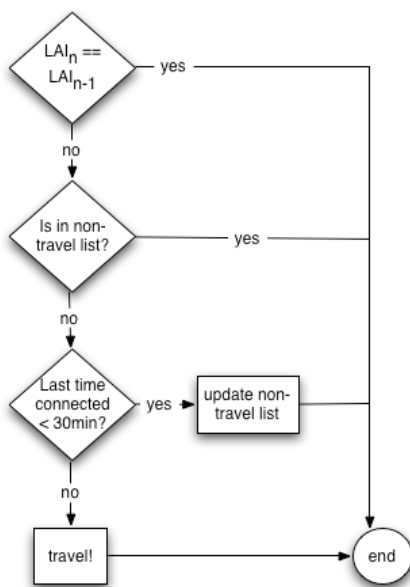 LAIn ==
LAIn-1
yes
no
Is in non-
travel list?
yes
no
Last time
connected
< 30min?
yes
update non-
travel list
no
travel!
end